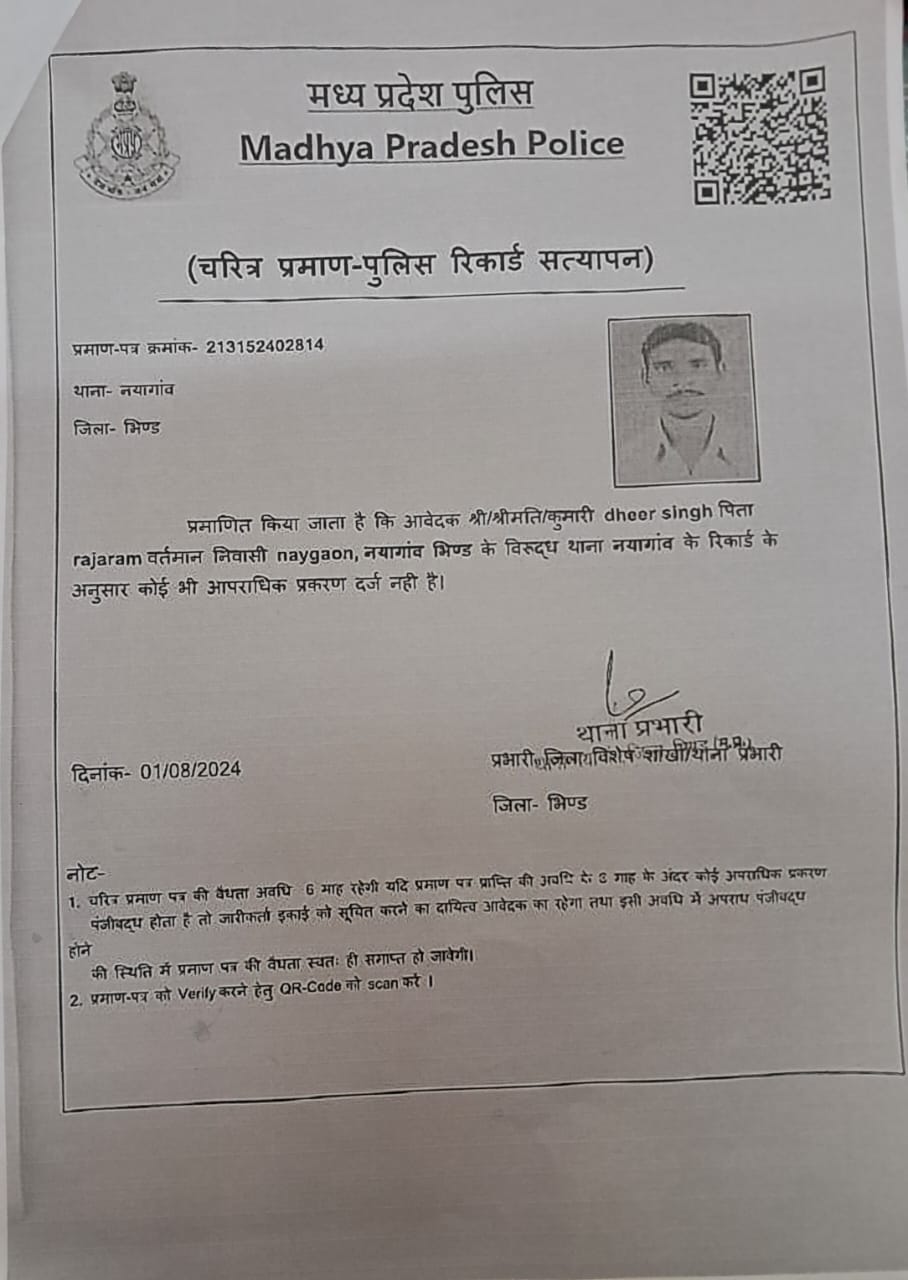 मध्य प्रदेश पुलिस
Madhya Pradesh Police
(चरित्र प्रमाण-पुलिस रिकार्ड सत्यापन)
प्रमाण-पत्र क्रमांक- 213152402814
थाना- नयागांव
जिला- भिण्ड
प्रमाणित किया जाता है कि आवेदक श्री/श्रीमति/कुमारी dheer singh पिता
rajaram वर्तमान निवासी naygaon, नयागांव भिण्ड के विरूद्ध थाना नयागांव के रिकार्ड के
अनुसार कोई भी आपराधिक प्रकरण दर्ज नही है।
थाना प्रभारी
प्रभारी, जिला विशेष शाखा/थाना प्रभारी
दिनांक- 01/08/2024
जिला- भिण्ड
नोट-
1. चरित्र प्रमाण पत्र की वैधता अवधि 6 माह रहेगी यदि प्रमाण पत्र प्राप्ति की अवधि के माह के अंदर कोई अपराधिक प्रकरण
पंजीबद्ध होता है तो जारीकर्ता इकाई को सूचित करने का दायित्व आवेदक का रहेगा तथा इसी अवधि में अपराध पंजीबद्ध
होने
की स्थिति में प्रमाण पत्र की वैधता स्वतः ही समाप्त हो जावेगी।
2. प्रमाण-पत्र को Verify करने हेतु QR-Code को scan करें ।